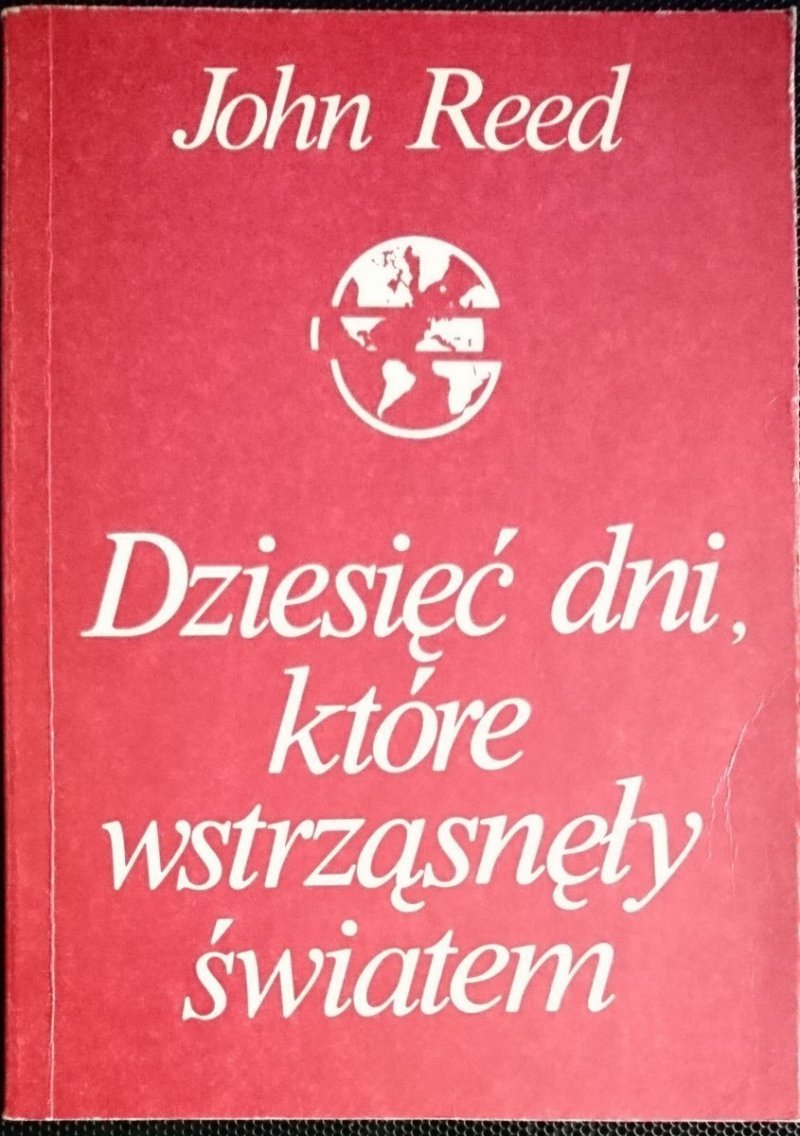 John Reed
Dziesięć dni,
które
wstrząsnęły
światem